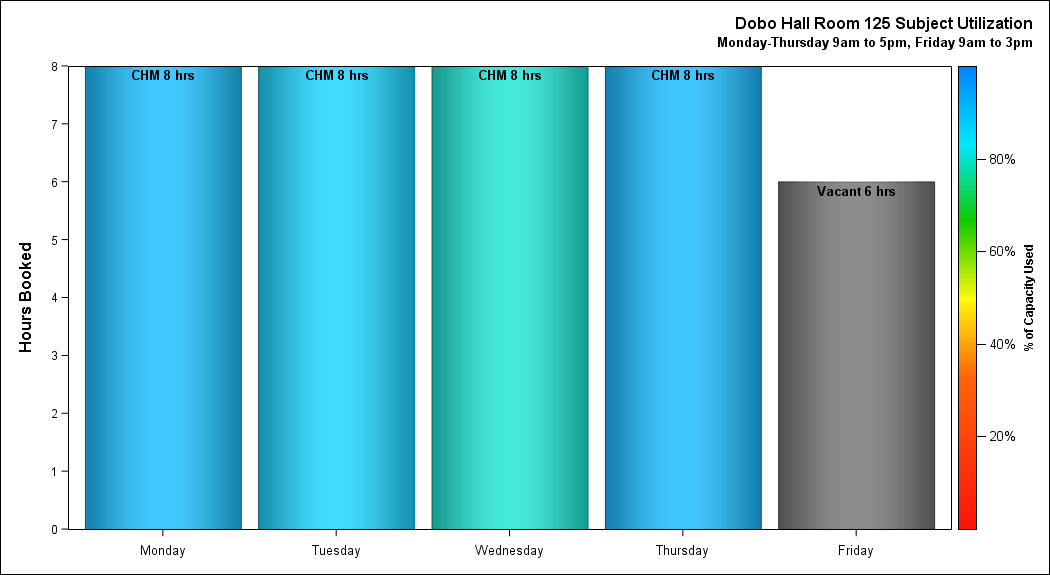 Dobo Hall Room 125 Subject Utilization
Monday-Thursday 9am to 5pm, Friday 9am to 3pm
Hours Booked
8
7
6
5
4
3
2
1
0
CHM 8 hrs
CHM 8 hrs
CHM 8 hrs
CHM 8 hrs
Vacant 6 hrs
Monday
Tuesday
Wednesday
Thursday
Friday
80%
60%
40%
20%
% of Capacity Used